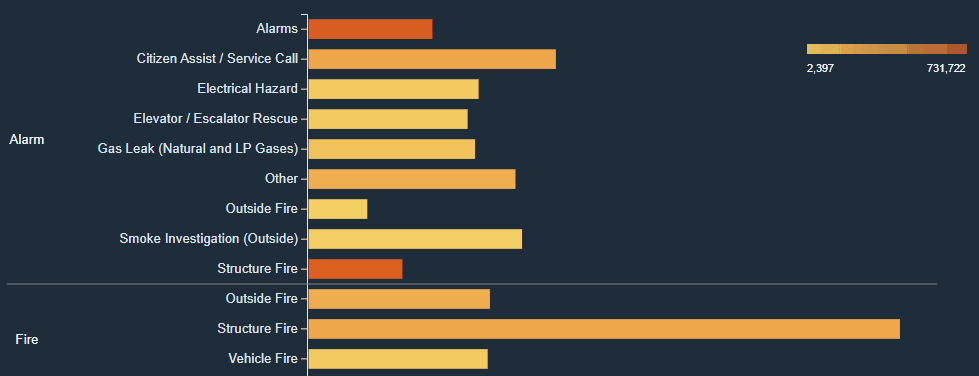 Alarms
Citizen Assist / Service Call
2,397 731,722
Electrical Hazard
Elevator / Escalator Rescue
Alarm
Gas Leak (Natural and LP Gases)
Other
Outside Fire
Smoke Investigation (Outside)
Structure Fire
Outside Fire
Fire
Structure Fire
Vehicle Fire